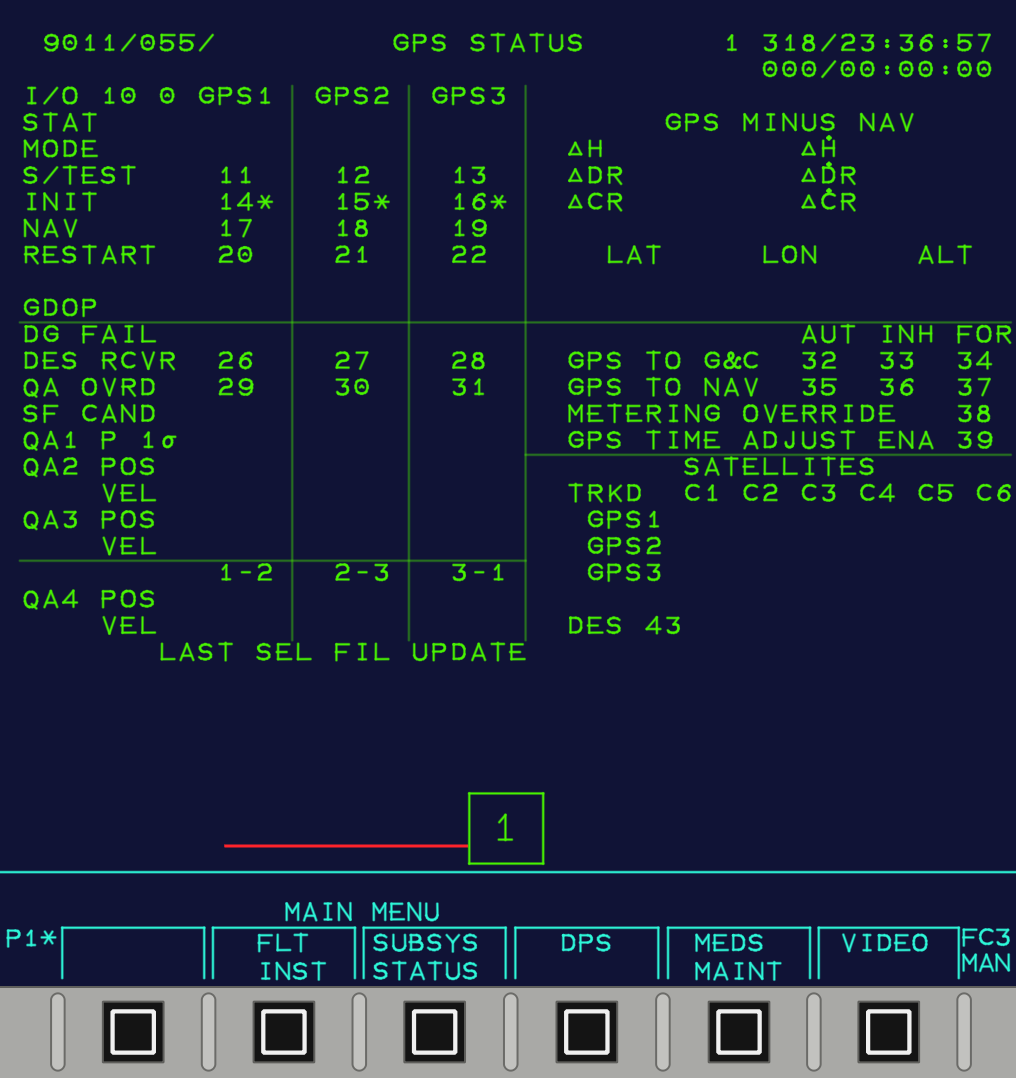 9011/055/ GPS STATUS 1 318/23:36:57
000/00:00:00
I/O 10 0 GPS1 GPS2 GPS3
STAT GPS MINUS NAV
MODE ΔH ΔḢ
S/TEST 11 12 13 ΔDR ΔḊR
INIT 14* 15* 16* ΔCR ΔĊR
NAV 17 18 19
RESTART 20 21 22 LAT LON ALT
GDOP
DG FAIL AUT INH FOR
DES RCVR 26 27 28 GPS TO G&C 32 33 34
QA OVRD 29 30 31 GPS TO NAV 35 36 37
SF CAND METERING OVERRIDE 38
QA1 P 1σ GPS TIME ADJUST ENA 39
QA2 POS SATELLITES
VEL TRKD C1 C2 C3 C4 C5 C6
QA3 POS GPS1
VEL GPS2
1-2 2-3 3-1 GPS3
QA4 POS
VEL DES 43
LAST SEL FIL UPDATE
1
MAIN MENU
P1* FLT SUBSYS DPS MEDS VIDEO FC3
INST STATUS MAINT MAN